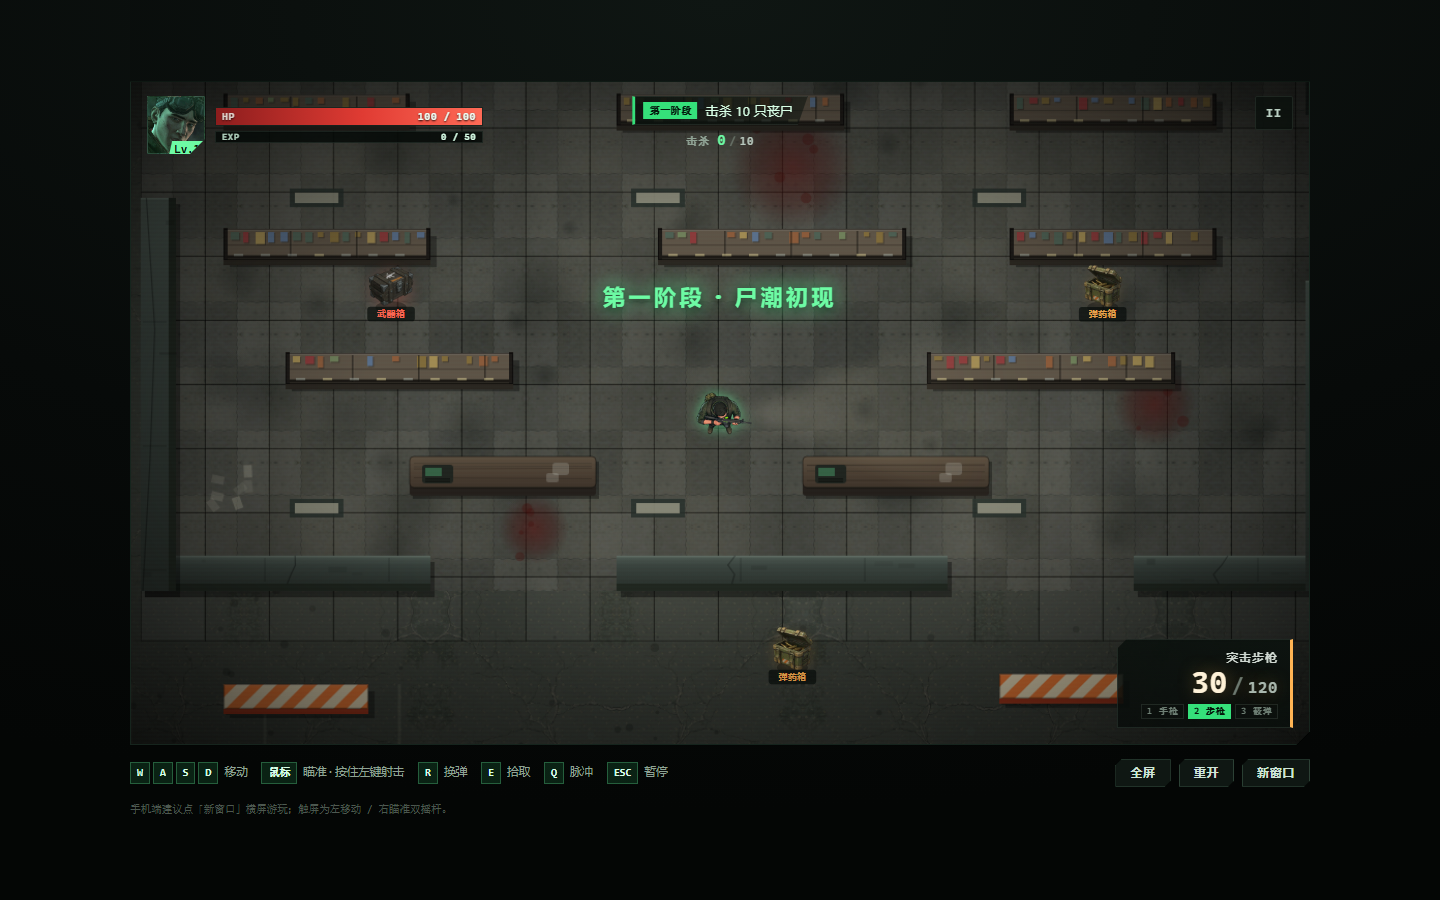 HP 100 / 100
EXP 0 / 50
Lv.
第一阶段 击杀 10 只丧尸
击杀 0 / 10
II
第一阶段 · 尸潮初现
武器箱
弹药箱
弹药箱
突击步枪
30 / 120
1 手枪 2 步枪 3 霰弹
W A S D 移动 鼠标 瞄准·按住左键射击 R 换弹 E 拾取 Q 脉冲 ESC 暂停
全屏 重开 新窗口
手机端建议点「新窗口」横屏游玩；触屏为左移动 / 右瞄准双摇杆。